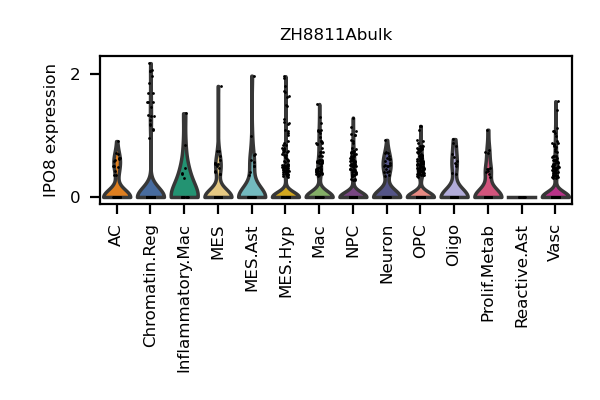 ZH8811Abulk
IPO8 expression
2
0
AC
Chromatin.Reg
Inflammatory.Mac
MES
MES.Ast
MES.Hyp
Mac
NPC
Neuron
OPC
Oligo
Prolif.Metab
Reactive.Ast
Vasc